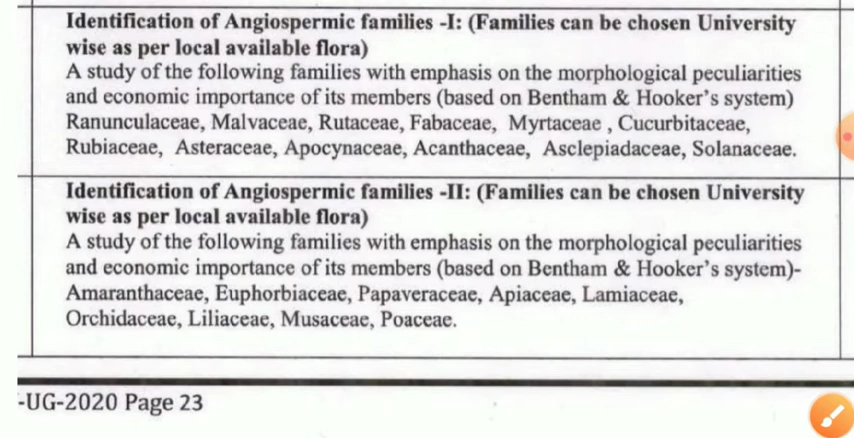 Identification of Angiospermic families -I: (Families can be chosen University
wise as per local available flora)
A study of the following families with emphasis on the morphological peculiarities
and economic importance of its members (based on Bentham & Hooker's system)
Ranunculaceae, Malvaceae, Rutaceae, Fabaceae, Myrtaceae , Cucurbitaceae,
Rubiaceae, Asteraceae, Apocynaceae, Acanthaceae, Asclepiadaceae, Solanaceae.
Identification of Angiospermic families -II: (Families can be chosen University
wise as per local available flora)
A study of the following families with emphasis on the morphological peculiarities
and economic importance of its members (based on Bentham & Hooker's system)-
Amaranthaceae, Euphorbiaceae, Papaveraceae, Apiaceae, Lamiaceae,
Orchidaceae, Liliaceae, Musaceae, Poaceae.
-UG-2020 Page 23